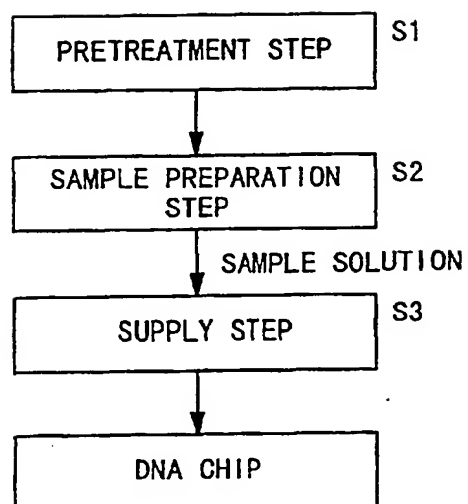 PRETREATMENT STEP
S1
SAMPLE PREPARATION
STEP
S2
SAMPLE SOLUTION
SUPPLY STEP
S3
DNA CHIP